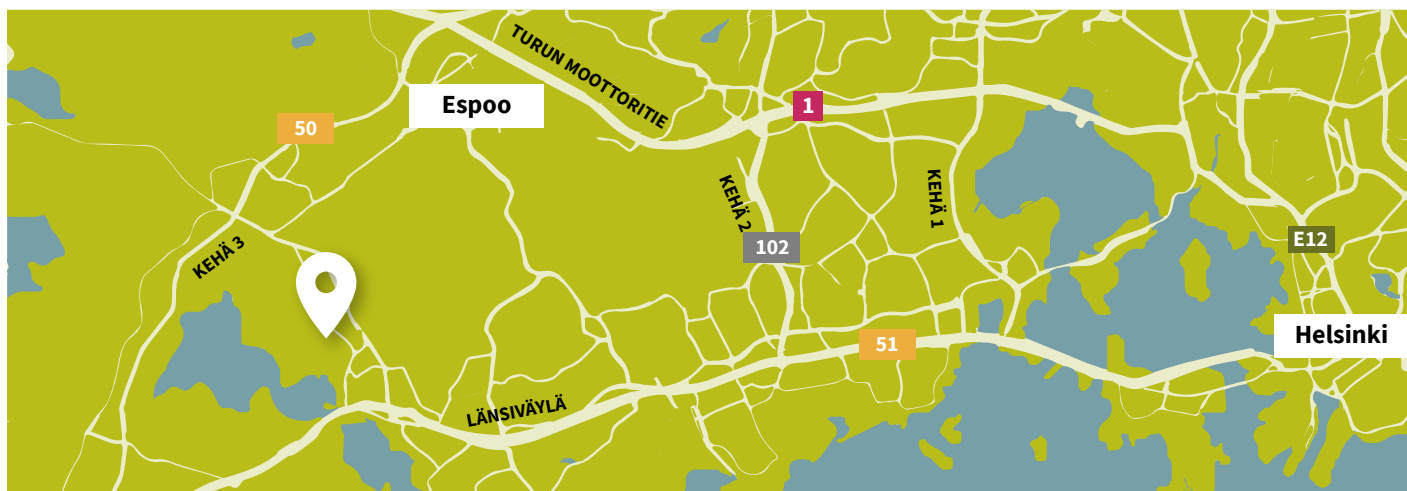 TURUN MOOTTORITIE
Espoo
1
50
KEHÄ 2
KEHÄ 1
102
E12
KEHÄ 3
Helsinki
51
LÄNSIVÄYLÄ